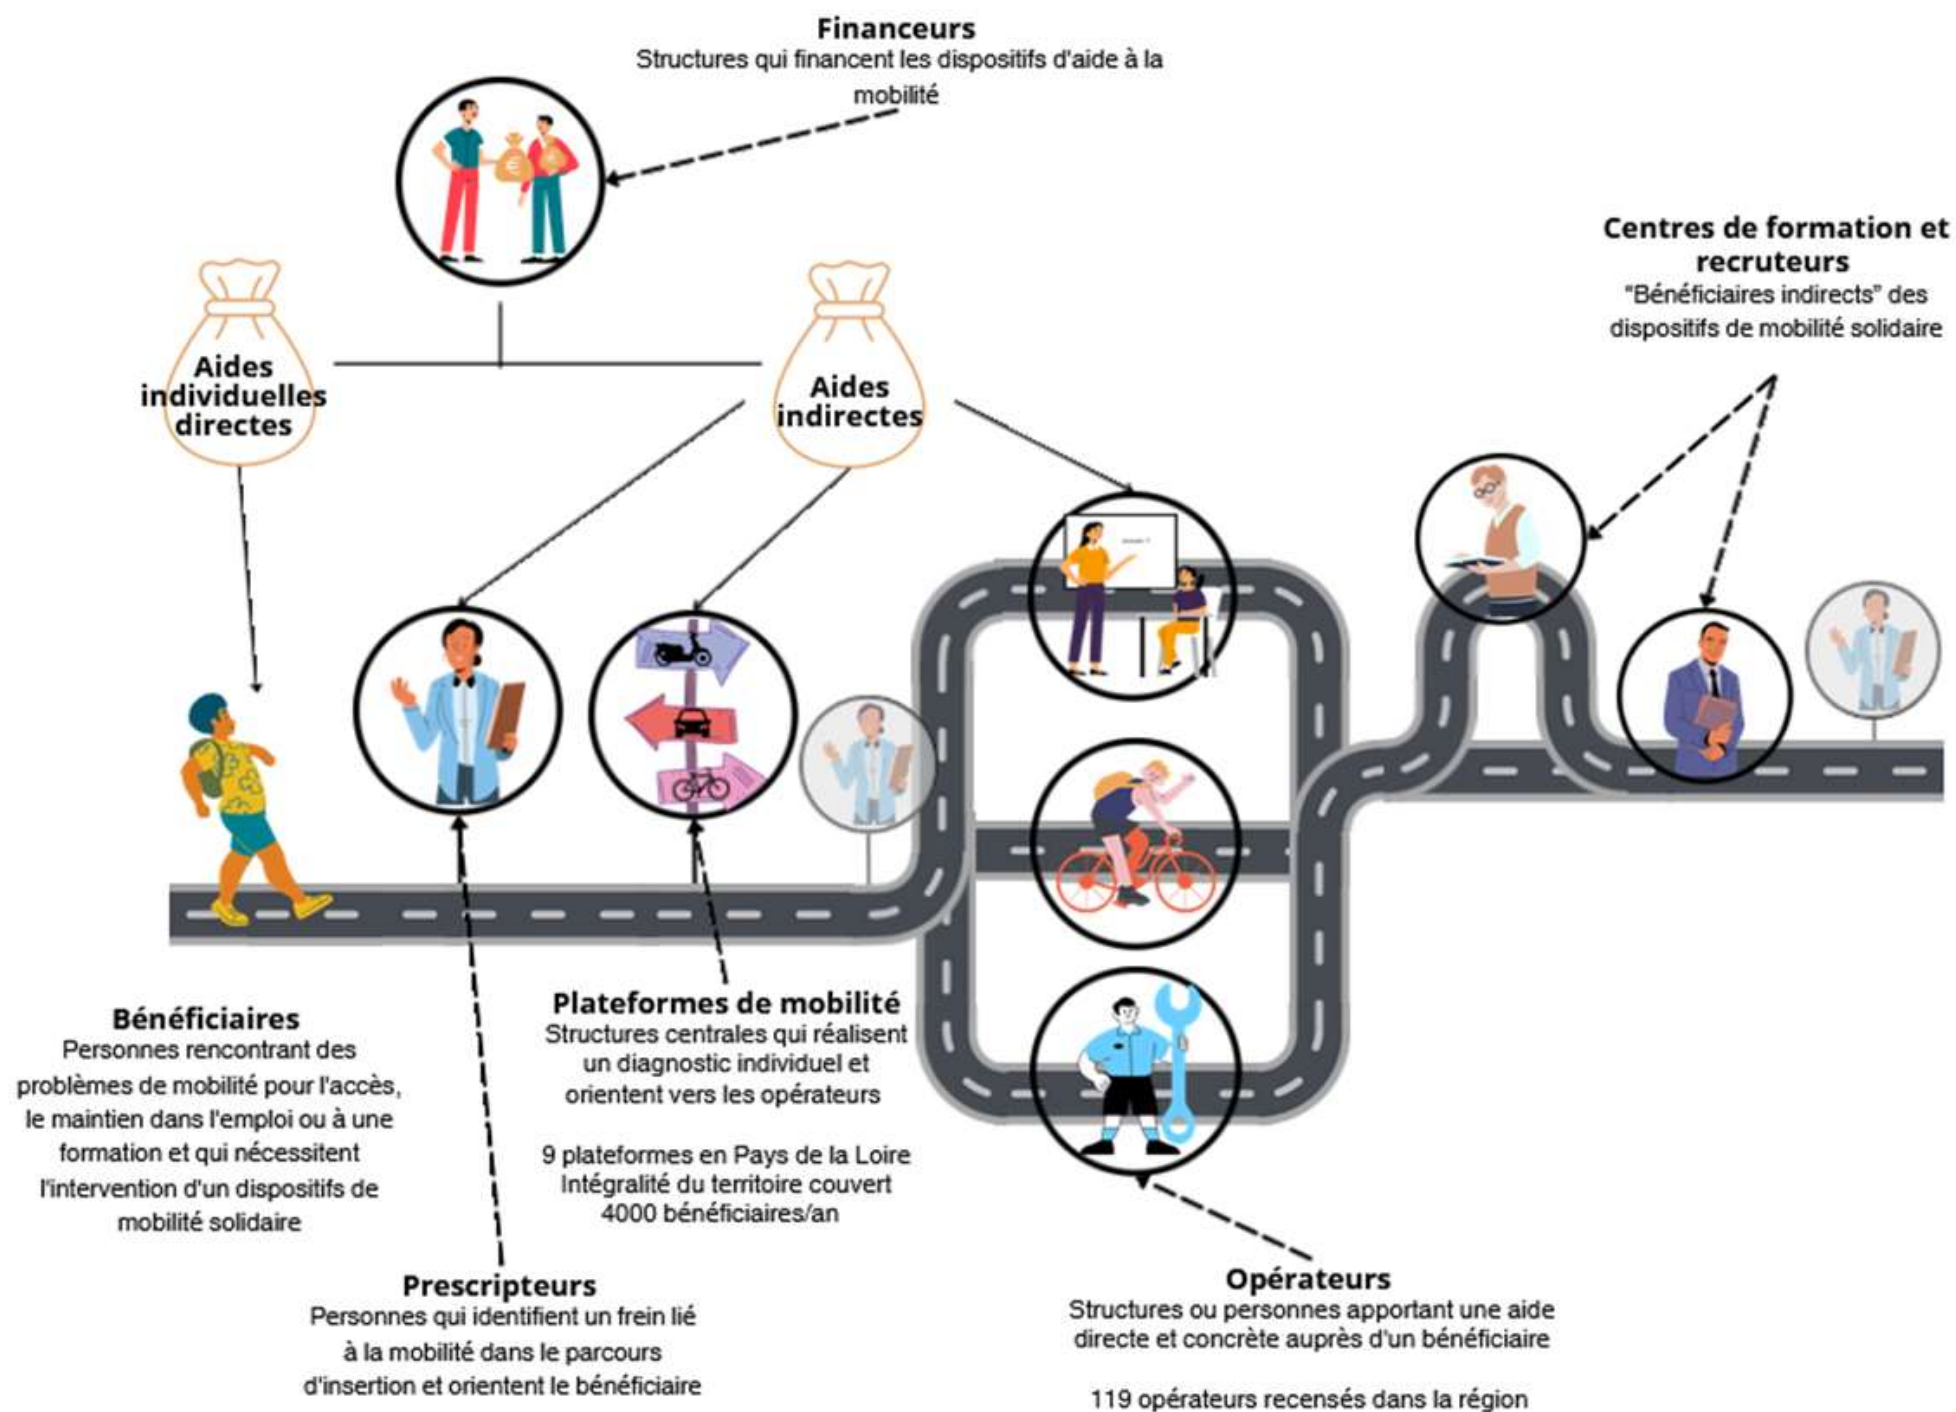 Financeurs
Structures qui financent les dispositifs d'aide à la
mobilité
Centres de formation et
recruteurs
"Bénéficiaires indirects" des
dispositifs de mobilité solidaire
Aides
individuelles
directes
Aides
indirectes
Bénéficiaires
Personnes rencontrant des
problèmes de mobilité pour l'accès,
le maintien dans l'emploi ou à une
formation et qui nécessitent
l'intervention d'un dispositifs de
mobilité solidaire
Plateformes de mobilité
Structures centrales qui réalisent
un diagnostic individuel et
orientent vers les opérateurs
9 plateformes en Pays de la Loire
Intégralité du territoire couvert
4000 bénéficiaires/an
Prescripteurs
Personnes qui identifient un frein lié
à la mobilité dans le parcours
d'insertion et orientent le bénéficiaire
Opérateurs
Structures ou personnes apportant une aide
directe et concrète auprès d'un bénéficiaire
119 opérateurs recensés dans la région